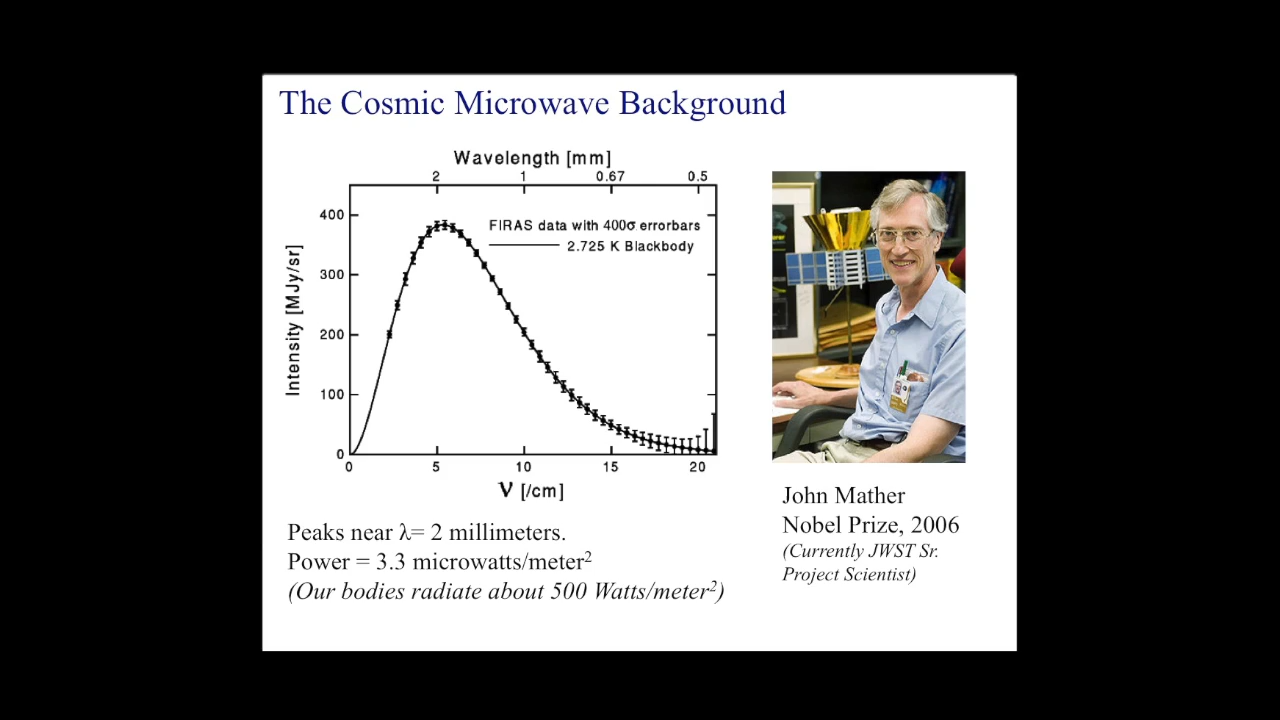 The Cosmic Microwave Background
Wavelength [mm]
2 1 0.67 0.5
400
300
200
100
0
Intensity [MJy/sr]
FIRAS data with 400σ errorbars
2.725 K Blackbody
0 5 10 15 20
ν [/cm]
Peaks near λ= 2 millimeters.
Power = 3.3 microwatts/meter²
(Our bodies radiate about 500 Watts/meter²)
John Mather
Nobel Prize, 2006
(Currently JWST Sr.
Project Scientist)